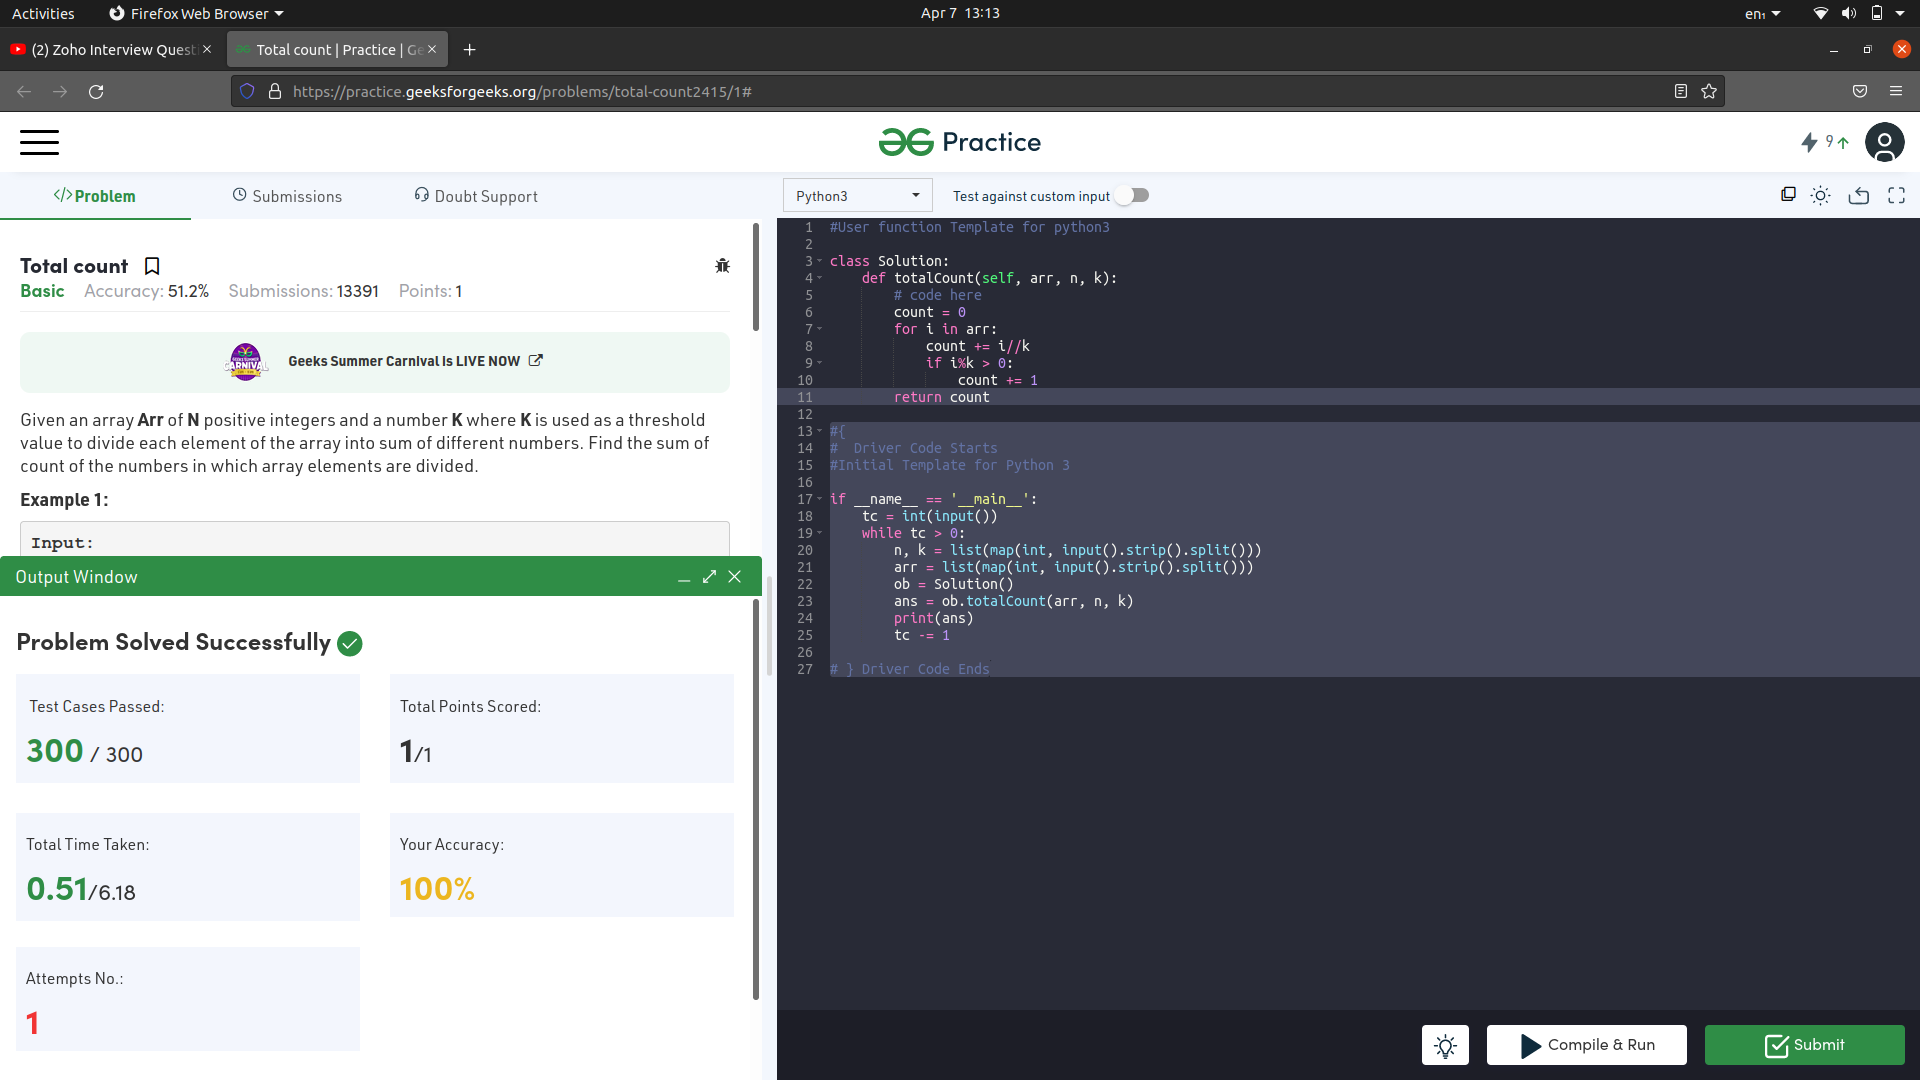 Activities
Firefox Web Browser
Apr 7 13:13
en₁
(2) Zoho Interview Questi
Total count | Practice | Ge
https://practice.geeksforgeeks.org/problems/total-count2415/1#
Practice
9
Problem
Submissions
Doubt Support
Python3
Test against custom input
Total count
Basic Accuracy: 51.2% Submissions: 13391 Points: 1
GEEKS SUMMER CARNIVAL
Geeks Summer Carnival is LIVE NOW
Given an array Arr of N positive integers and a number K where K is used as a threshold
value to divide each element of the array into sum of different numbers. Find the sum of
count of the numbers in which array elements are divided.
Example 1:
Input:
Output Window
Problem Solved Successfully
Test Cases Passed:
300 / 300
Total Points Scored:
1/1
Total Time Taken:
0.51/6.18
Your Accuracy:
100%
Attempts No.:
1
1 #User function Template for python3
2
3 class Solution:
4 def totalCount(self, arr, n, k):
5 # code here
6 count = 0
7 for i in arr:
8 count += i//k
9 if i%k > 0:
10 count += 1
11 return count
12
13 #{
14 #  Driver Code Starts
15 #Initial Template for Python 3
16
17 if __name__ == '__main__':
18 tc = int(input())
19 while tc > 0:
20 n, k = list(map(int, input().strip().split()))
21 arr = list(map(int, input().strip().split()))
22 ob = Solution()
23 ans = ob.totalCount(arr, n, k)
24 print(ans)
25 tc -= 1
26
27 # } Driver Code Ends
Compile & Run
Submit